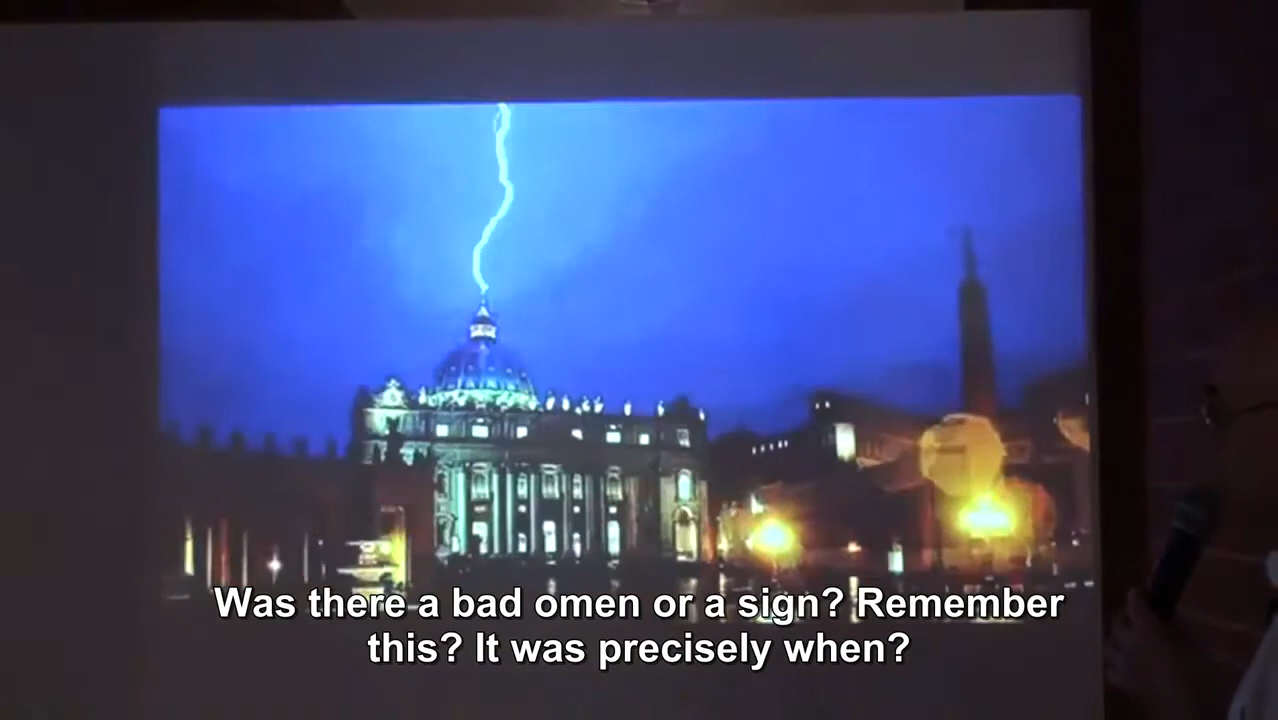 Was there a bad omen or a sign? Remember
this? It was precisely when?